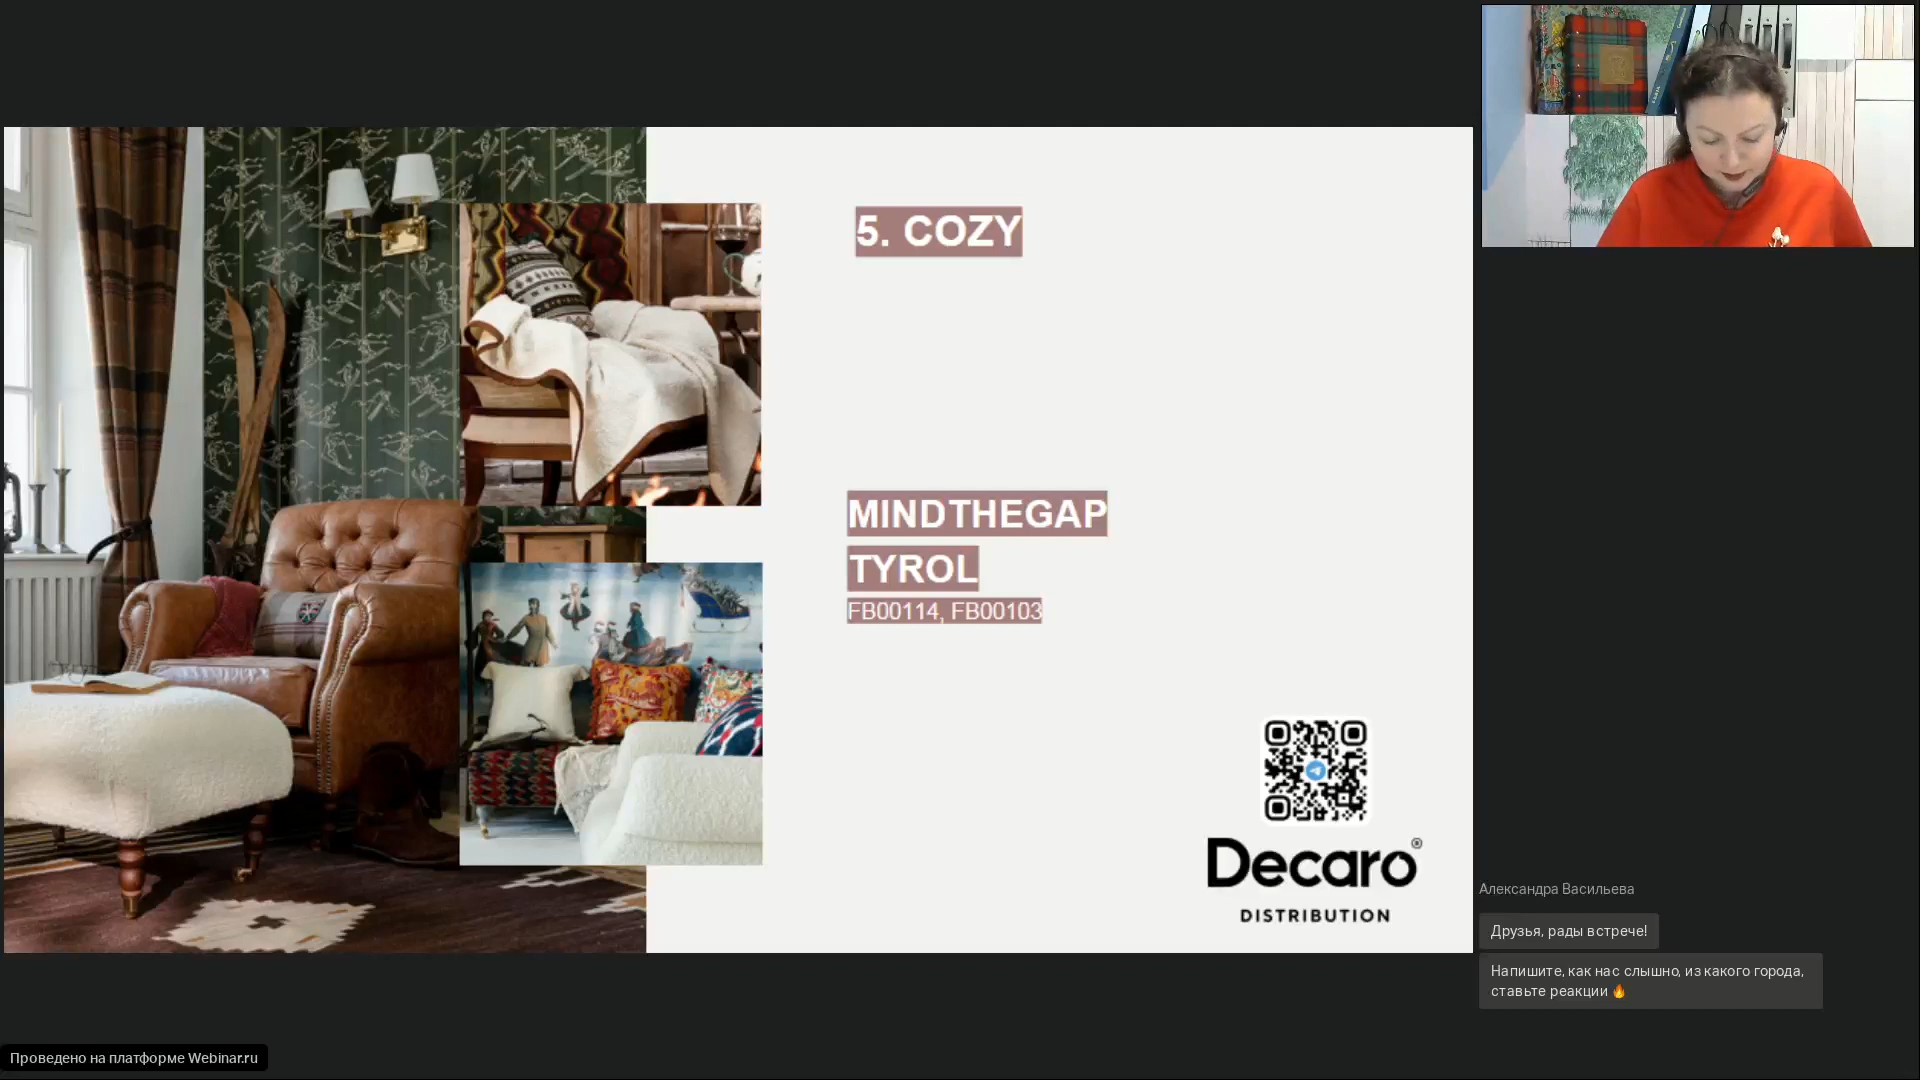 5. COZY
MINDTHEGAP
TYROL
FB00114, FB00103
Decaro®
DISTRIBUTION
Александра Васильева
Друзья, рады встрече!
Напишите, как нас слышно, из какого города,
ставьте реакции 🔥
Проведено на платформе Webinar.ru